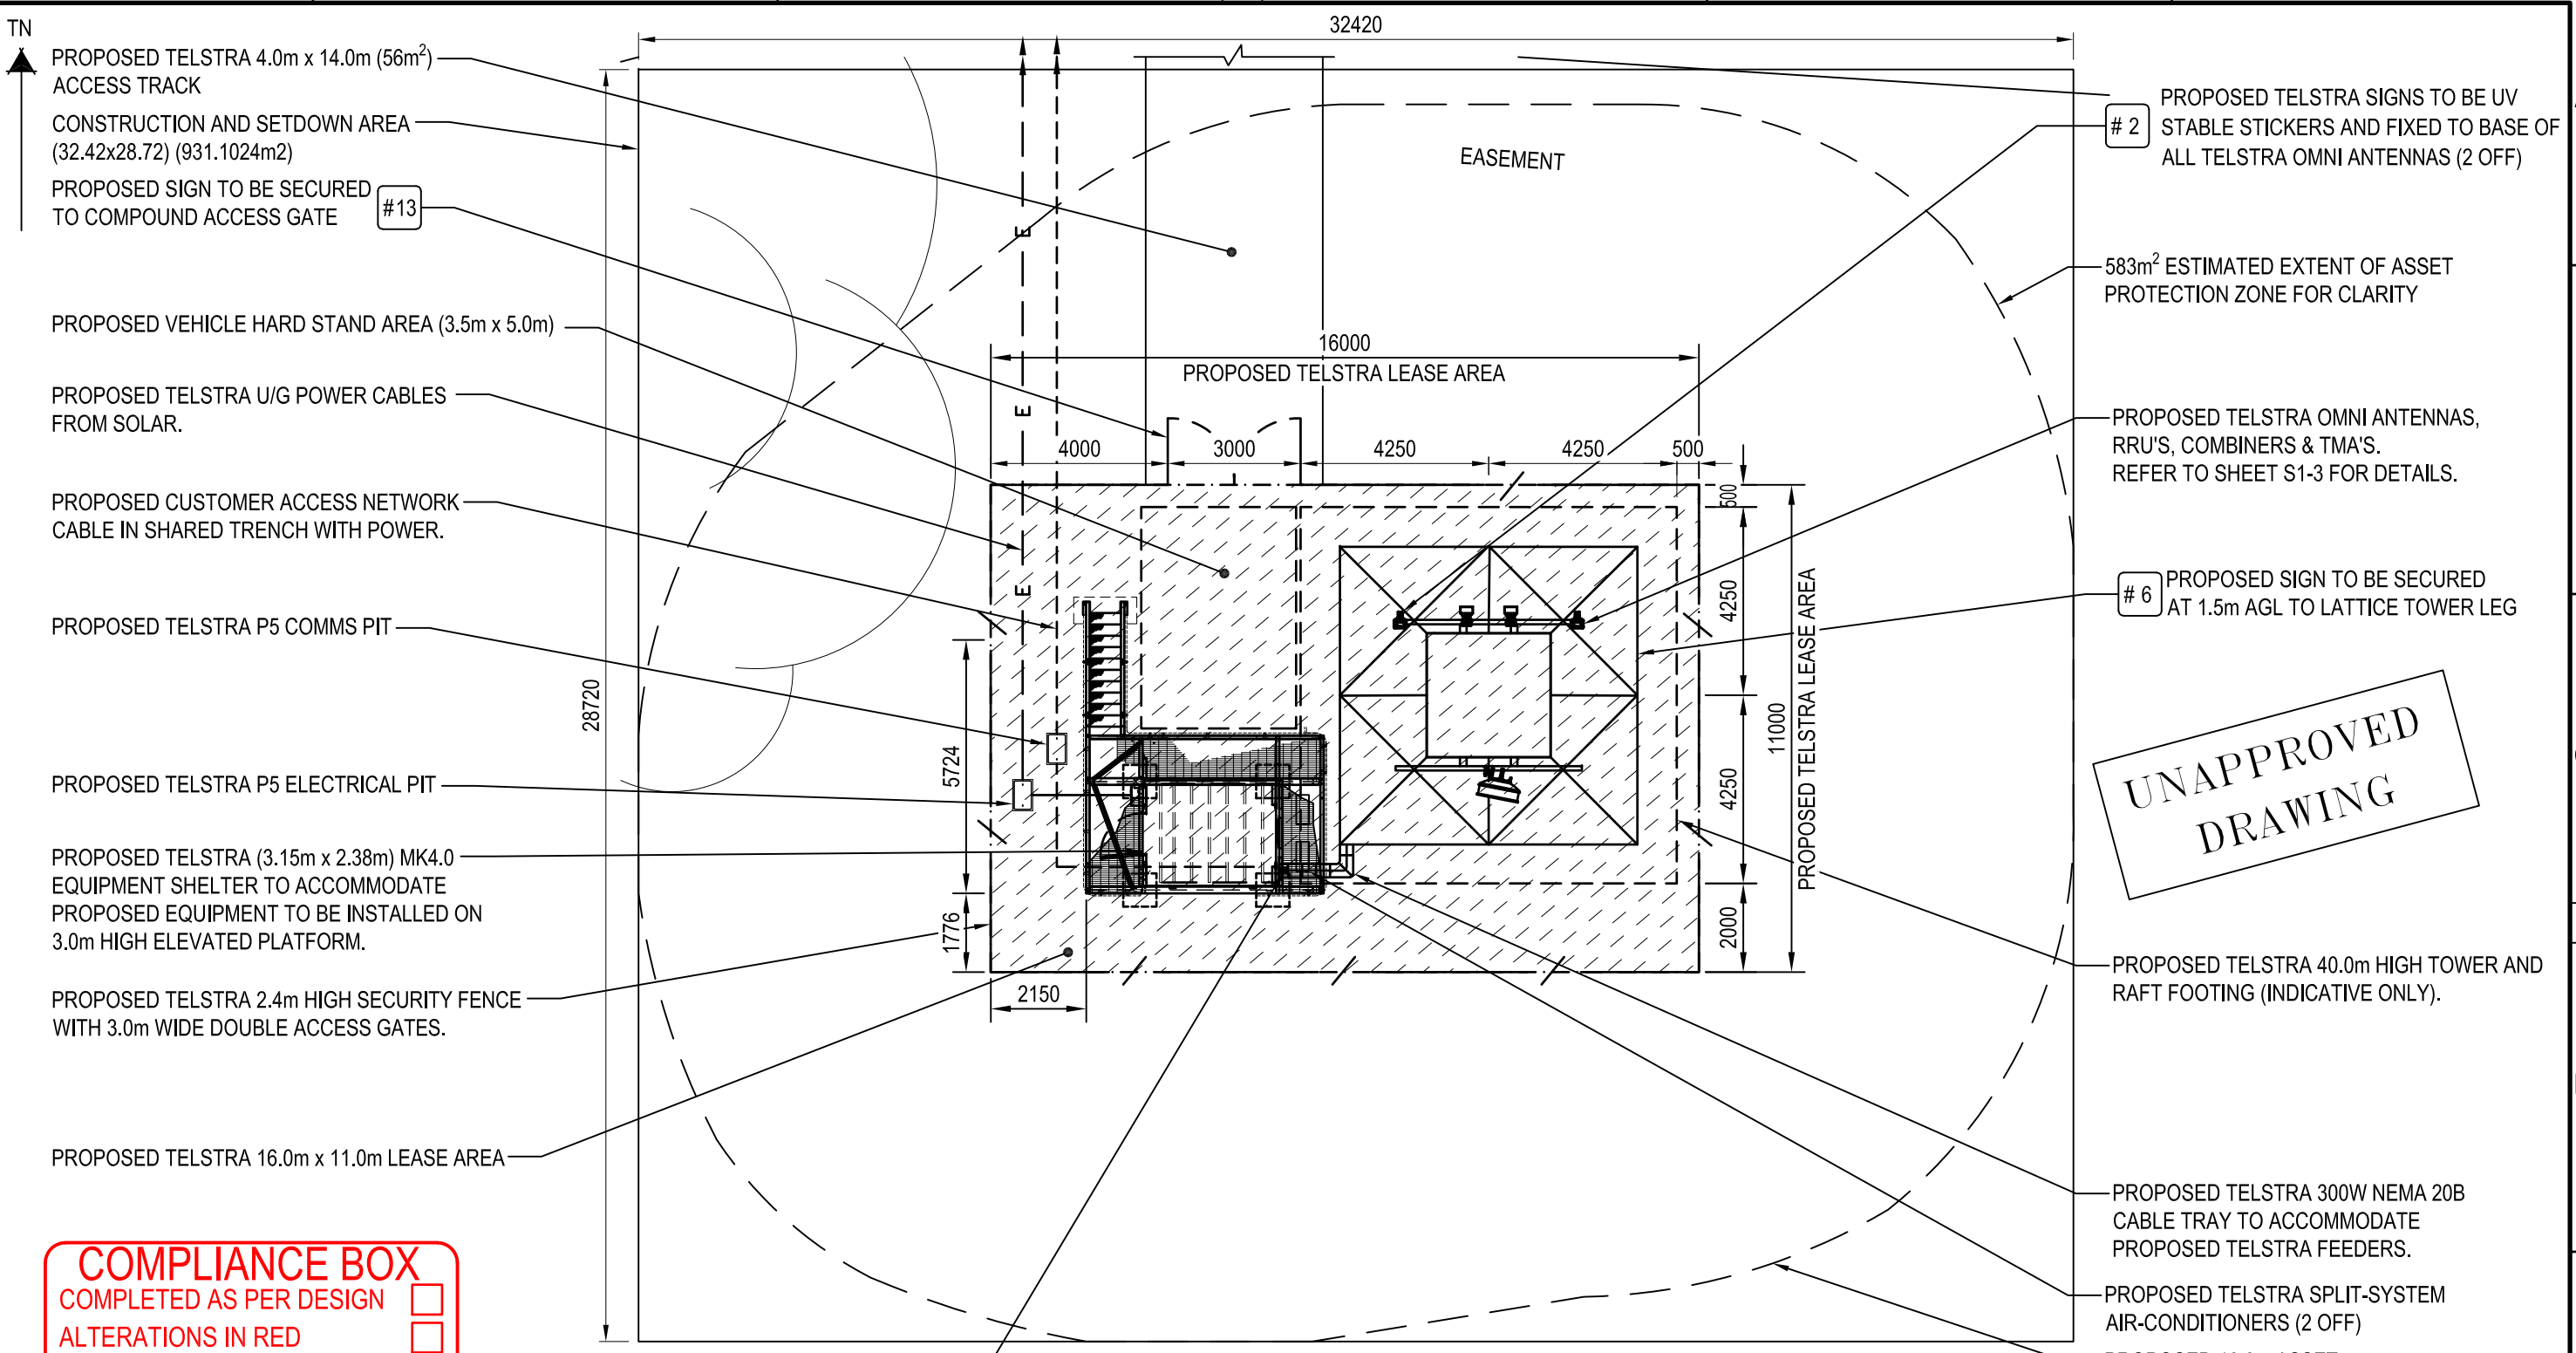 TN
PROPOSED TELSTRA 4.0m x 14.0m (56m²)
ACCESS TRACK
CONSTRUCTION AND SETDOWN AREA
(32.42x28.72) (931.1024m2)
PROPOSED SIGN TO BE SECURED
TO COMPOUND ACCESS GATE
#13
PROPOSED VEHICLE HARD STAND AREA (3.5m x 5.0m)
PROPOSED TELSTRA U/G POWER CABLES
FROM SOLAR.
PROPOSED CUSTOMER ACCESS NETWORK
CABLE IN SHARED TRENCH WITH POWER.
PROPOSED TELSTRA P5 COMMS PIT
PROPOSED TELSTRA P5 ELECTRICAL PIT
PROPOSED TELSTRA (3.15m x 2.38m) MK4.0
EQUIPMENT SHELTER TO ACCOMMODATE
PROPOSED EQUIPMENT TO BE INSTALLED ON
3.0m HIGH ELEVATED PLATFORM.
PROPOSED TELSTRA 2.4m HIGH SECURITY FENCE
WITH 3.0m WIDE DOUBLE ACCESS GATES.
PROPOSED TELSTRA 16.0m x 11.0m LEASE AREA
COMPLIANCE BOX
COMPLETED AS PER DESIGN
ALTERATIONS IN RED
32420
28720
EASEMENT
16000
PROPOSED TELSTRA LEASE AREA
4000
3000
4250
4250
500
E
E
E
E
500
4250
4250
2000
11000
PROPOSED TELSTRA LEASE AREA
5724
1776
2150
# 2
PROPOSED TELSTRA SIGNS TO BE UV
STABLE STICKERS AND FIXED TO BASE OF
ALL TELSTRA OMNI ANTENNAS (2 OFF)
583m² ESTIMATED EXTENT OF ASSET
PROTECTION ZONE FOR CLARITY
PROPOSED TELSTRA OMNI ANTENNAS,
RRU'S, COMBINERS & TMA'S.
REFER TO SHEET S1-3 FOR DETAILS.
# 6
PROPOSED SIGN TO BE SECURED
AT 1.5m AGL TO LATTICE TOWER LEG
UNAPPROVED
DRAWING
PROPOSED TELSTRA 40.0m HIGH TOWER AND
RAFT FOOTING (INDICATIVE ONLY).
PROPOSED TELSTRA 300W NEMA 20B
CABLE TRAY TO ACCOMMODATE
PROPOSED TELSTRA FEEDERS.
PROPOSED TELSTRA SPLIT-SYSTEM
AIR-CONDITIONERS (2 OFF)